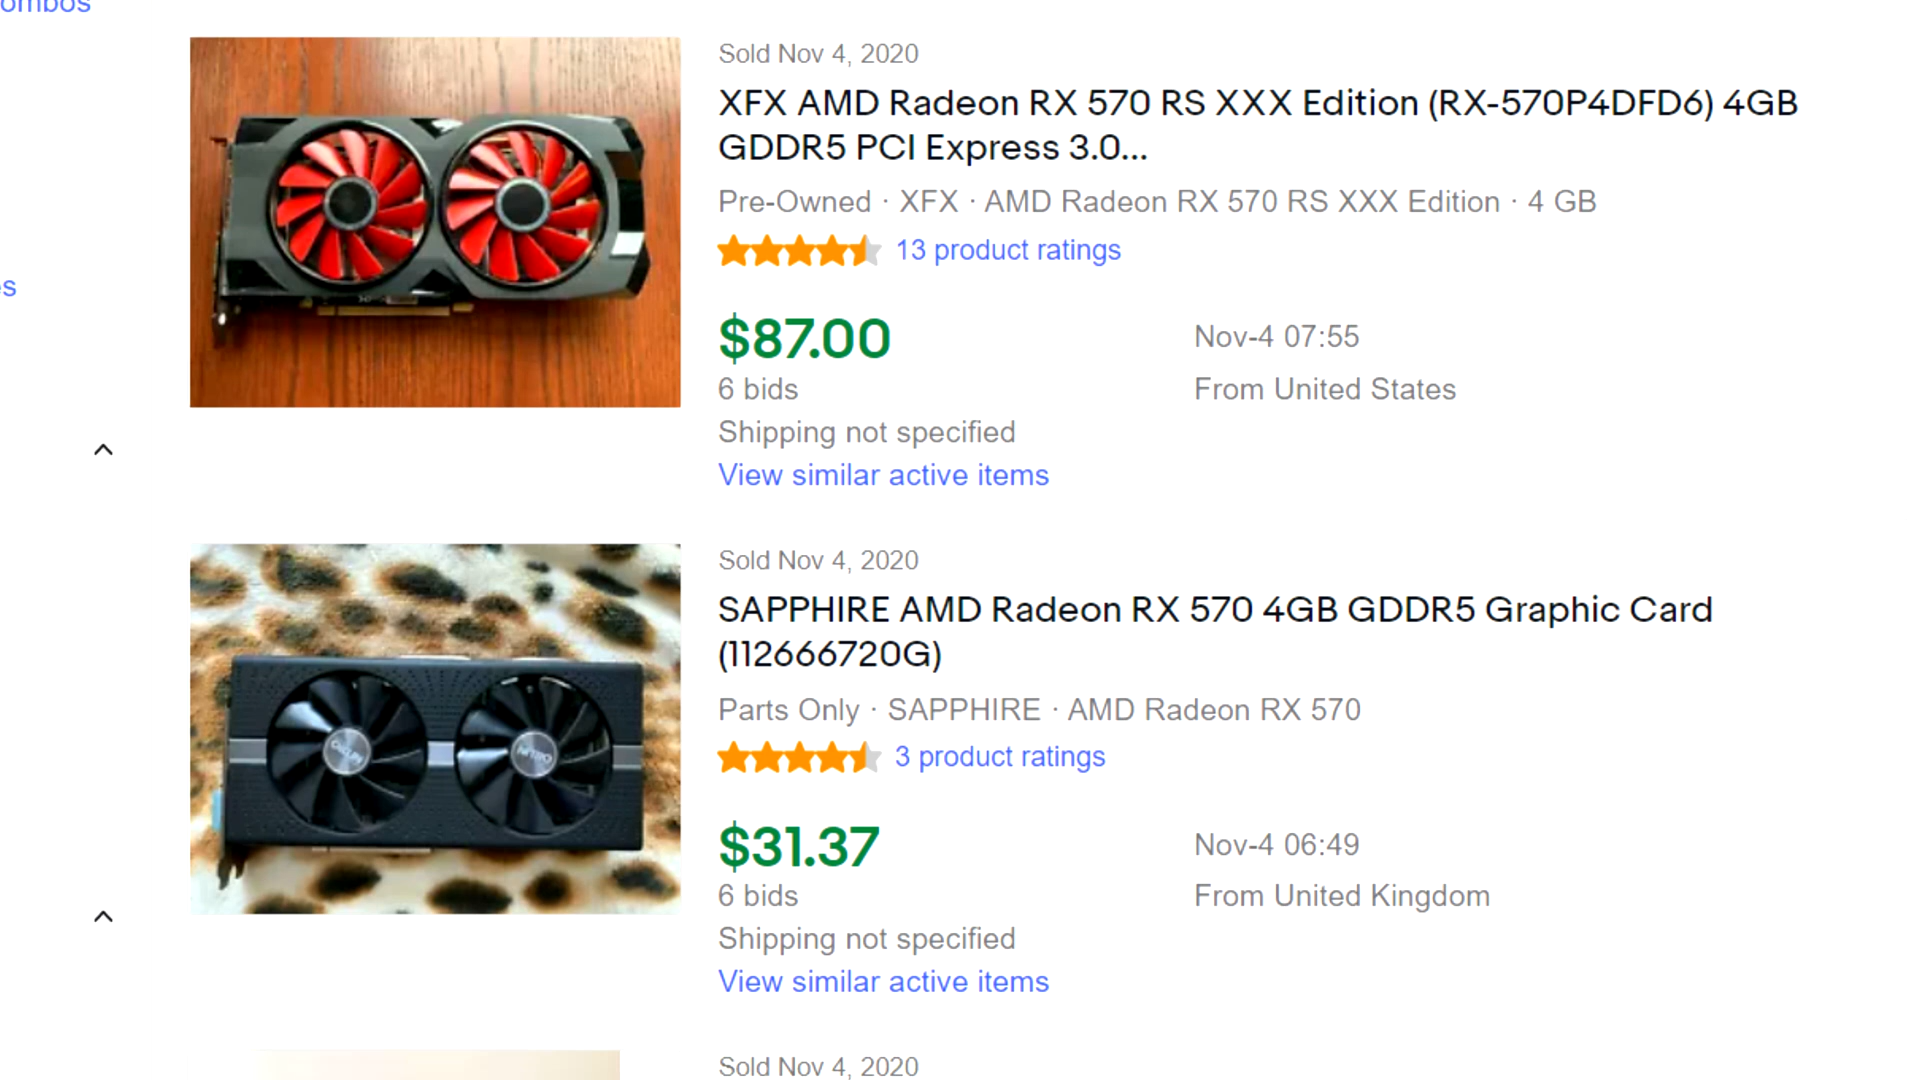 ombos
Sold Nov 4, 2020
XFX AMD Radeon RX 570 RS XXX Edition (RX-570P4DFD6) 4GB
GDDR5 PCI Express 3.0...
Pre-Owned · XFX · AMD Radeon RX 570 RS XXX Edition · 4 GB
13 product ratings
s
$87.00
Nov-4 07:55
6 bids
From United States
Shipping not specified
View similar active items
Sold Nov 4, 2020
SAPPHIRE AMD Radeon RX 570 4GB GDDR5 Graphic Card
(112666720G)
Parts Only · SAPPHIRE · AMD Radeon RX 570
3 product ratings
$31.37
Nov-4 06:49
6 bids
From United Kingdom
Shipping not specified
View similar active items
Sold Nov 4, 2020